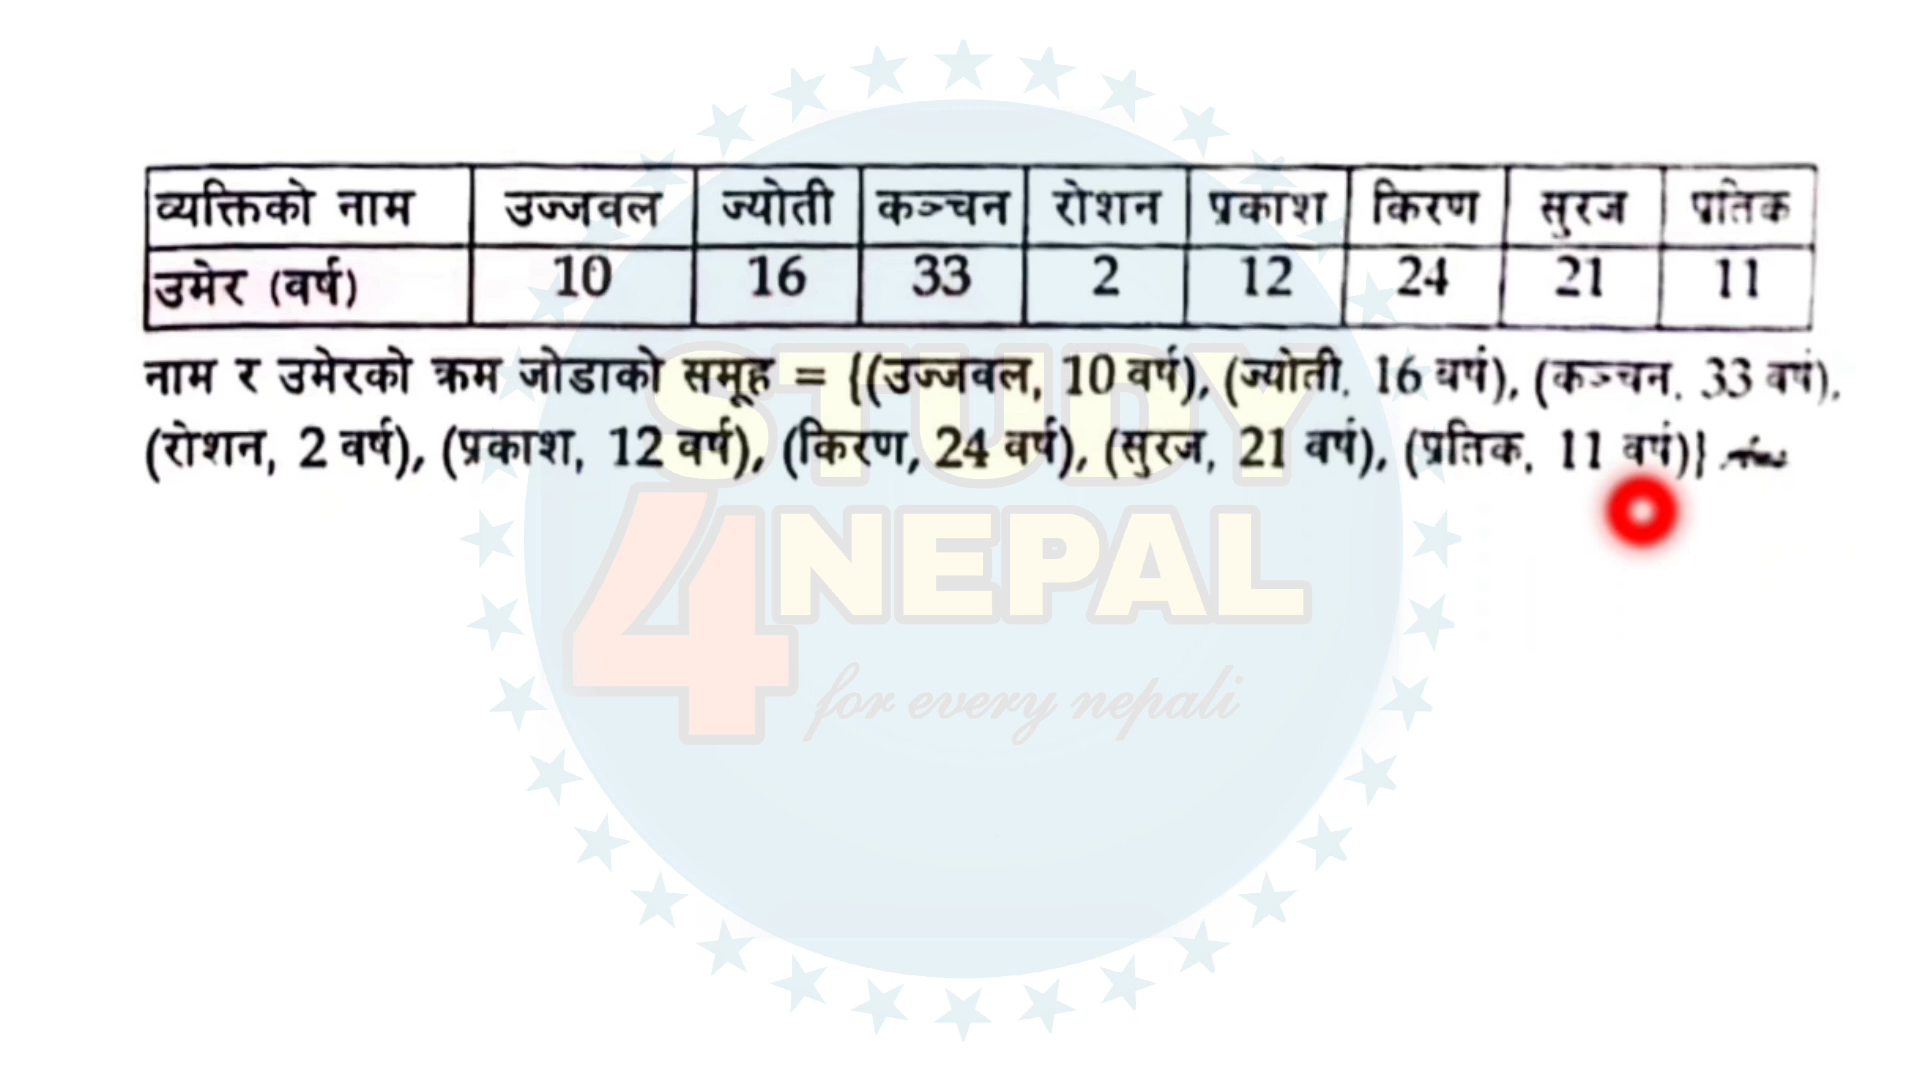 व्यक्तिको नाम उज्जवल ज्योती कञ्चन रोशन प्रकाश किरण सुरज प्रतिक
उमेर (वर्ष) 10 16 33 2 12 24 21 11
नाम र उमेरको क्रम जोडाको समूह = {(उज्जवल, 10 वर्ष), (ज्योती, 16 वर्ष), (कञ्चन, 33 वर्ष),
(रोशन, 2 वर्ष), (प्रकाश, 12 वर्ष), (किरण, 24 वर्ष), (सुरज, 21 वर्ष), (प्रतिक, 11 वर्ष)}
STUDY
4 NEPAL
for every nepali